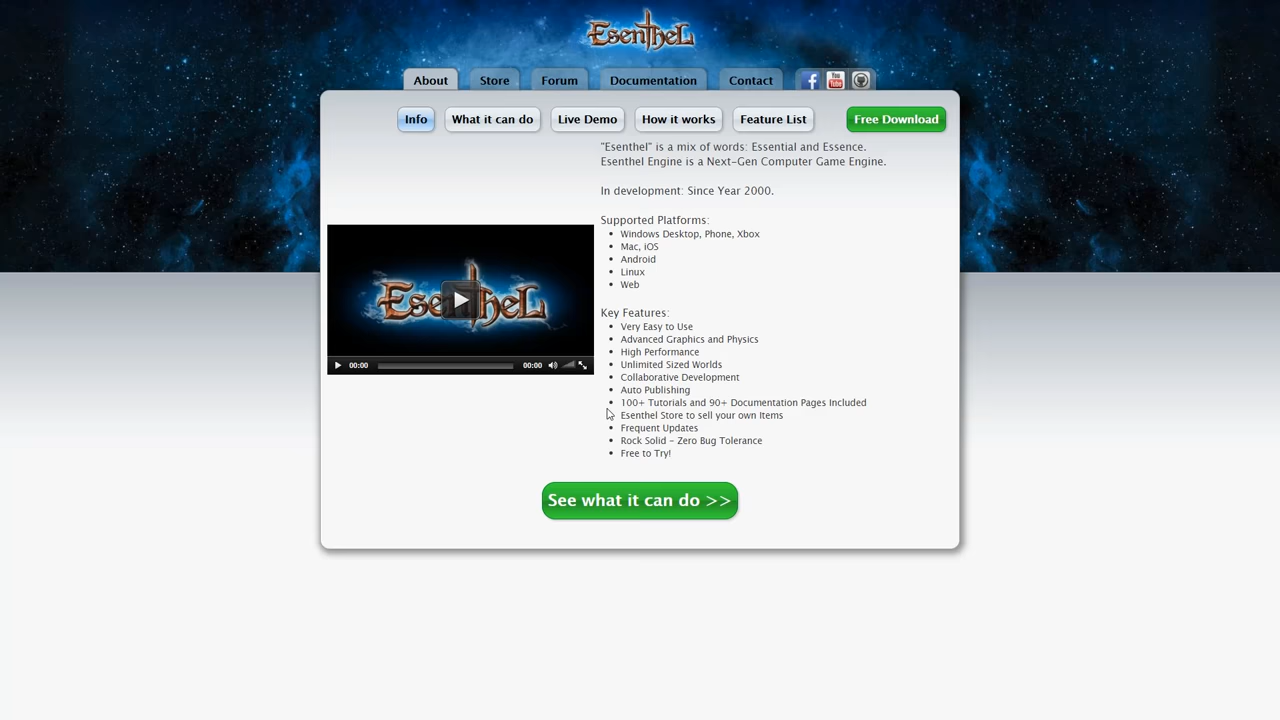 Esenthel
About Store Forum Documentation Contact
Info What it can do Live Demo How it works Feature List Free Download
"Esenthel" is a mix of words: Essential and Essence.
Esenthel Engine is a Next-Gen Computer Game Engine.
In development: Since Year 2000.
Supported Platforms:
Windows Desktop, Phone, Xbox
Mac, iOS
Android
Linux
Web
Esenthel
00:00 00:00
Key Features:
Very Easy to Use
Advanced Graphics and Physics
High Performance
Unlimited Sized Worlds
Collaborative Development
Auto Publishing
100+ Tutorials and 90+ Documentation Pages Included
Esenthel Store to sell your own Items
Frequent Updates
Rock Solid - Zero Bug Tolerance
Free to Try!
See what it can do >>